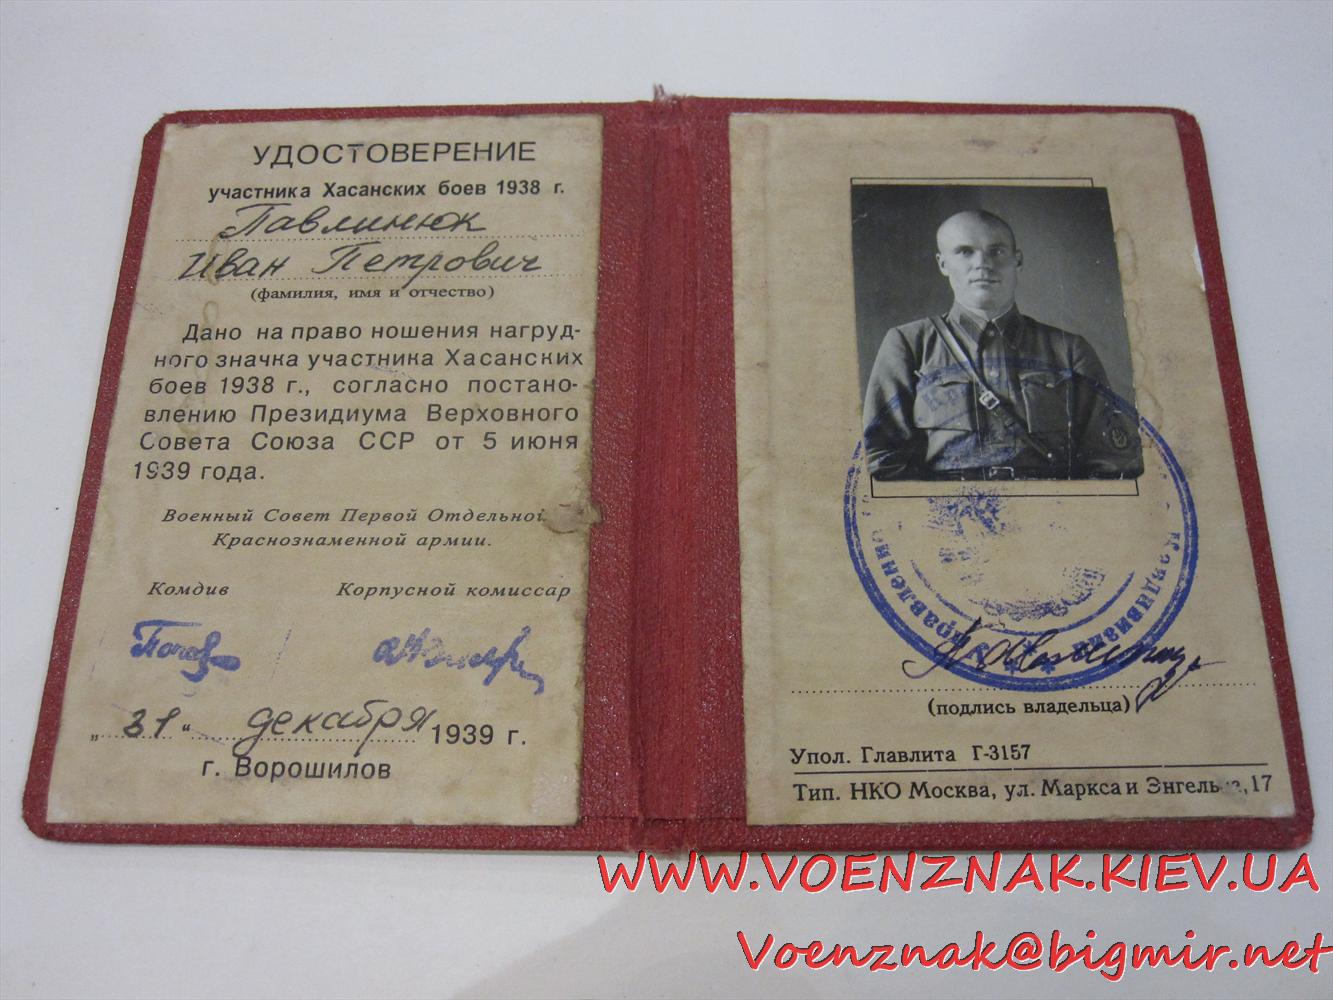 УДОСТОВЕРЕНИЕ
участника Хасанских боев 1938 г.
Павлинюк
Иван Петрович
(фамилия, имя и отчество)
Дано на право ношения нагруд-
ного значка участника Хасанских
боев 1938 г., согласно постано-
влению Президиума Верховного
Совета Союза ССР от 5 июня
1939 года.
Военный Совет Первой Отдельной
Краснознаменной армии.
Комдив Корпусной комиссар
„31“ декабря 1939 г.
г. Ворошилов
(подлись владельца)
Упол. Главлита Г-3157
Тип. НКО Москва, ул. Маркса и Энгельса, 17
WWW.VOENZNAK.KIEV.UA
Voenznak@bigmir.net